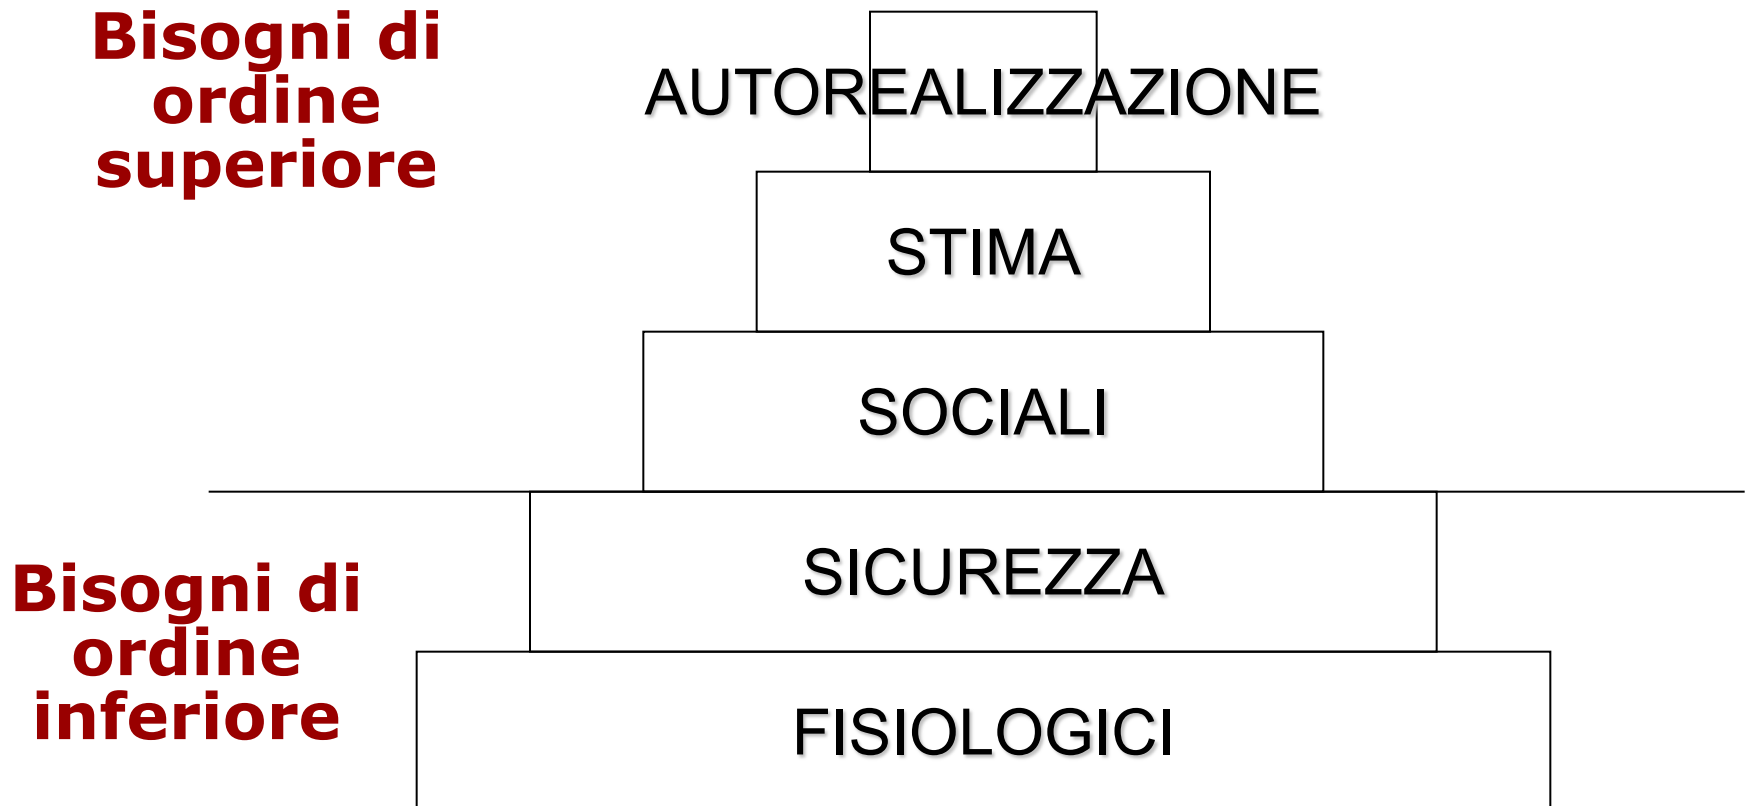 Bisogni di
ordine
superiore
AUTOREALIZZAZIONE
STIMA
SOCIALI
SICUREZZA
Bisogni di
ordine
inferiore
FISIOLOGICI